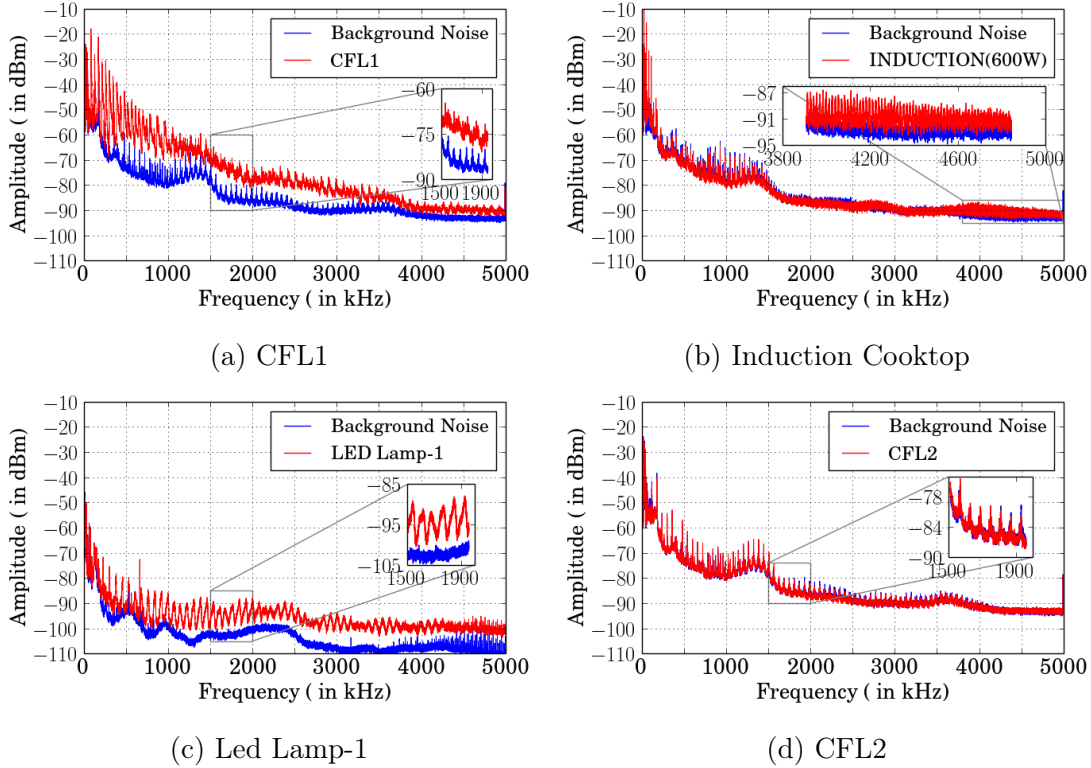 −10
−20
−30
−40
−50
−60
−70
−80
−90
−100
−110
Amplitude ( in dBm)
Background Noise
CFL1
−60
−75
−90
1500 1900
0 1000 2000 3000 4000 5000
Frequency ( in kHz)
(a) CFL1
−10
−20
−30
−40
−50
−60
−70
−80
−90
−100
−110
Amplitude ( in dBm)
Background Noise
INDUCTION(600W)
−87
−91
−95
3800 4200 4600 5000
0 1000 2000 3000 4000 5000
Frequency ( in kHz)
(b) Induction Cooktop
−10
−20
−30
−40
−50
−60
−70
−80
−90
−100
−110
Amplitude ( in dBm)
Background Noise
LED Lamp-1
−85
−95
−105
1500 1900
0 1000 2000 3000 4000 5000
Frequency ( in kHz)
(c) Led Lamp-1
−10
−20
−30
−40
−50
−60
−70
−80
−90
−100
−110
Amplitude ( in dBm)
Background Noise
CFL2
−78
−84
−90
1500 1900
0 1000 2000 3000 4000 5000
Frequency ( in kHz)
(d) CFL2